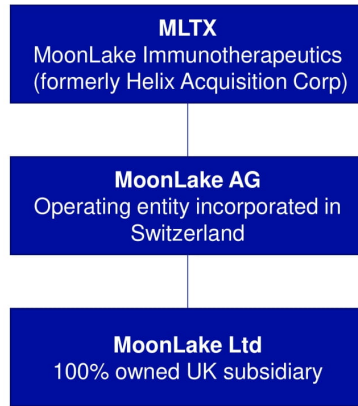 MLTX
MoonLake Immunotherapeutics
(formerly Helix Acquisition Corp)
MoonLake AG
Operating entity incorporated in
Switzerland
MoonLake Ltd
100% owned UK subsidiary